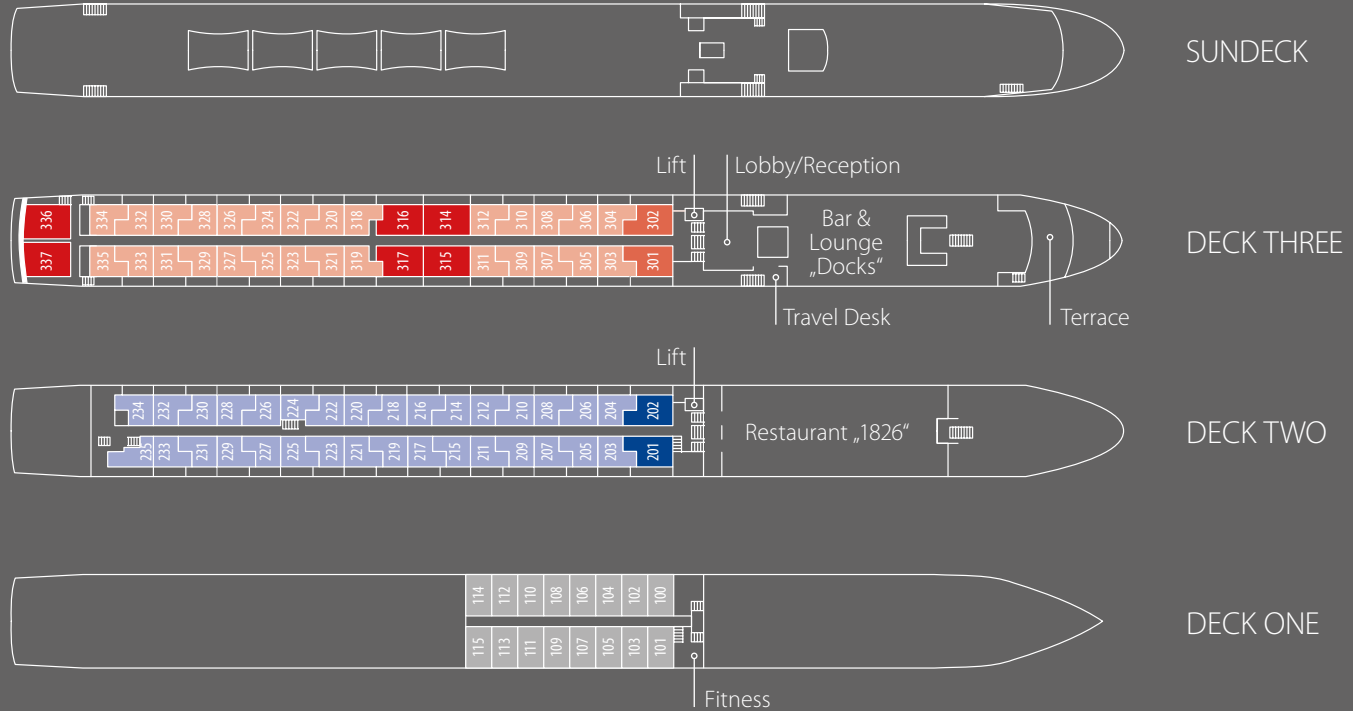 SUNDECK
Lift
Lobby/Reception
336 334 332 330 328 326 324 322 320 318 316 314 312 310 308 306 304 302
Bar &
Lounge
„Docks“
DECK THREE
337 335 333 331 329 327 325 323 321 319 317 315 311 309 307 305 303 301
Travel Desk
Terrace
Lift
234 232 230 228 226 224 222 220 218 216 214 212 210 208 206 204 202
Restaurant „1826“
DECK TWO
235 233 231 229 227 225 223 221 219 217 215 211 209 207 205 203 201
114 112 110 108 106 104 102 100
DECK ONE
115 113 111 109 107 105 103 101
Fitness